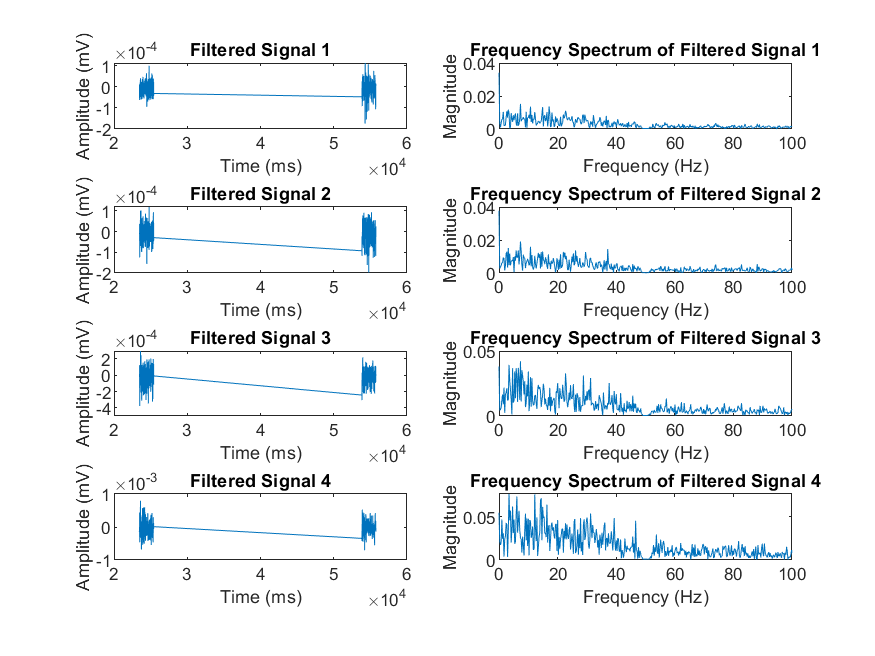 Filtered Signal 1
×10^-4
Amplitude (mV)
1
0
-1
-2
2 3 4 5 6
Time (ms)
×10^4
Frequency Spectrum of Filtered Signal 1
Magnitude
0.04
0.02
0
0 20 40 60 80 100
Frequency (Hz)
Filtered Signal 2
×10^-4
Amplitude (mV)
1
0
-1
-2
2 3 4 5 6
Time (ms)
×10^4
Frequency Spectrum of Filtered Signal 2
Magnitude
0.04
0.02
0
0 20 40 60 80 100
Frequency (Hz)
Filtered Signal 3
×10^-4
Amplitude (mV)
2
0
-2
-4
2 3 4 5 6
Time (ms)
×10^4
Frequency Spectrum of Filtered Signal 3
Magnitude
0.05
0
0 20 40 60 80 100
Frequency (Hz)
Filtered Signal 4
×10^-3
Amplitude (mV)
1
0
-1
2 3 4 5 6
Time (ms)
×10^4
Frequency Spectrum of Filtered Signal 4
Magnitude
0.05
0
0 20 40 60 80 100
Frequency (Hz)